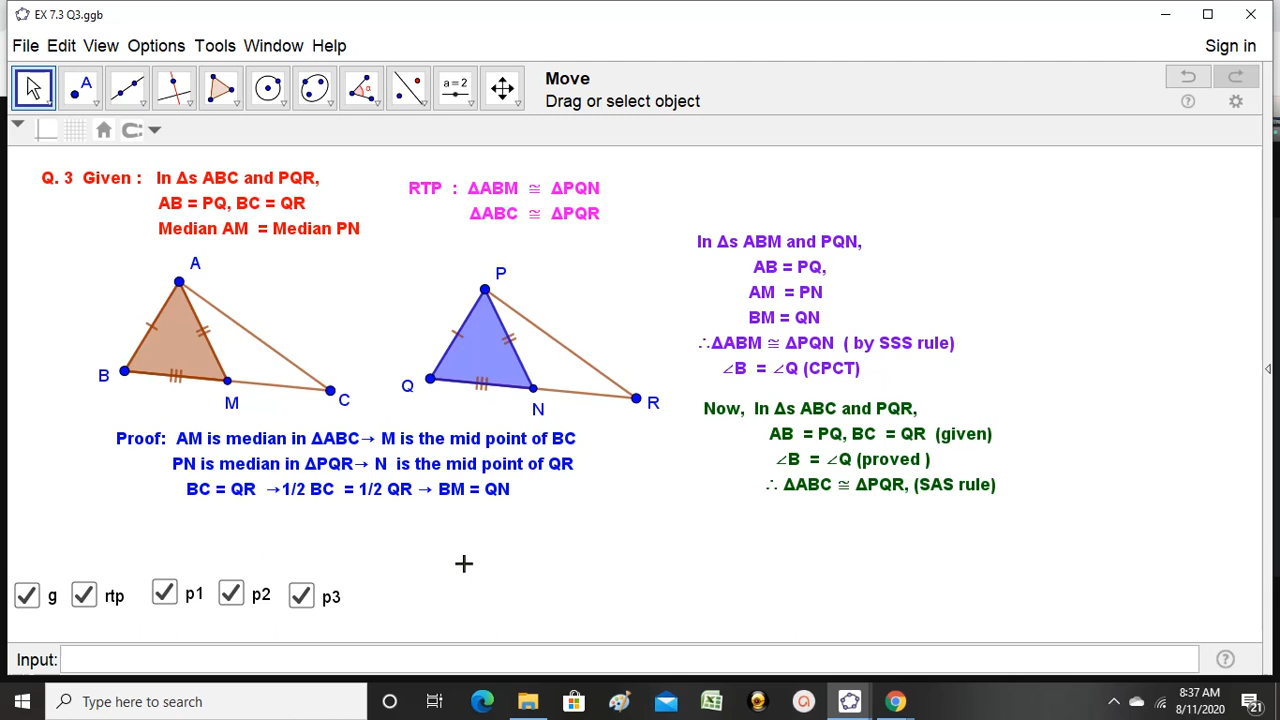 EX 7.3 Q3.ggb
File Edit View Options Tools Window Help
Sign in
A
α
a=2
Move
Drag or select object
Q. 3 Given : In Δs ABC and PQR,
AB = PQ, BC = QR
Median AM = Median PN
RTP : ΔABM ≅ ΔPQN
ΔABC ≅ ΔPQR
A
B
M
C
P
Q
N
R
Proof: AM is median in ΔABC→ M is the mid point of BC
PN is median in ΔPQR→ N is the mid point of QR
BC = QR →1/2 BC = 1/2 QR → BM = QN
In Δs ABM and PQN,
AB = PQ,
AM = PN
BM = QN
∴ΔABM ≅ ΔPQN ( by SSS rule)
∠B = ∠Q (CPCT)
Now, In Δs ABC and PQR,
AB = PQ, BC = QR (given)
∠B = ∠Q (proved )
∴ ΔABC ≅ ΔPQR, (SAS rule)
g rtp p1 p2 p3
Input:
Type here to search
8:37 AM
8/11/2020
21